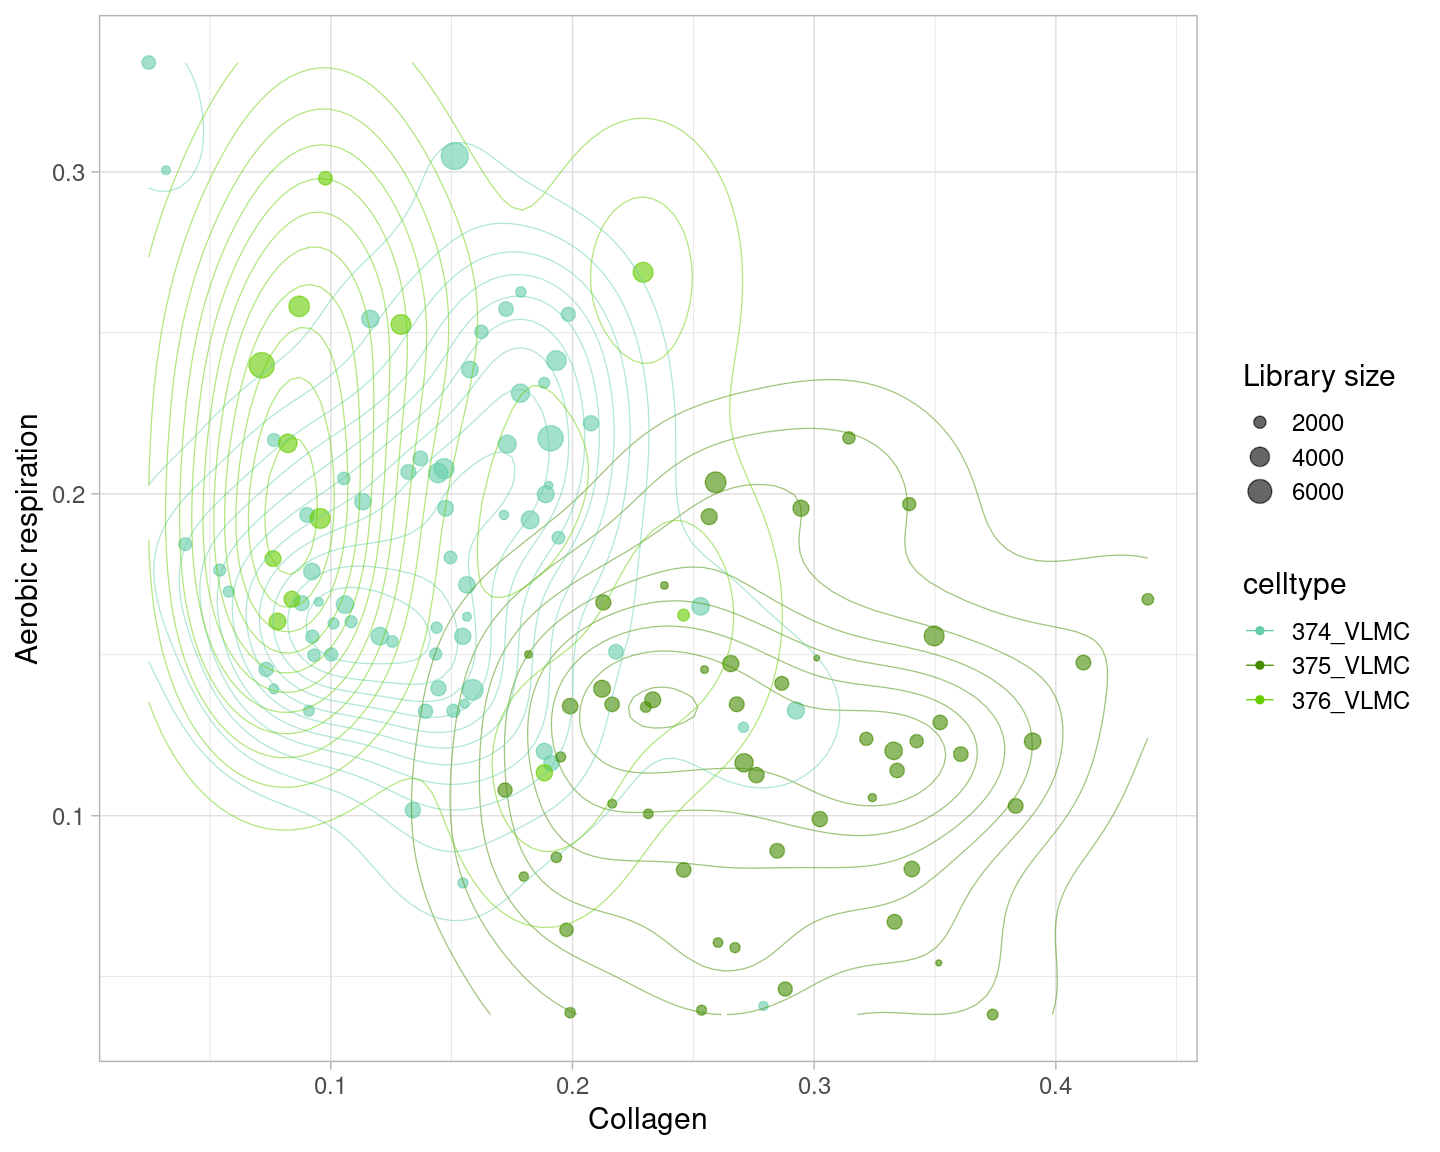 0.3
0.2
0.1
Aerobic respiration
0.1
0.2
0.3
0.4
Collagen
Library size
2000
4000
6000
celltype
374_VLMC
375_VLMC
376_VLMC